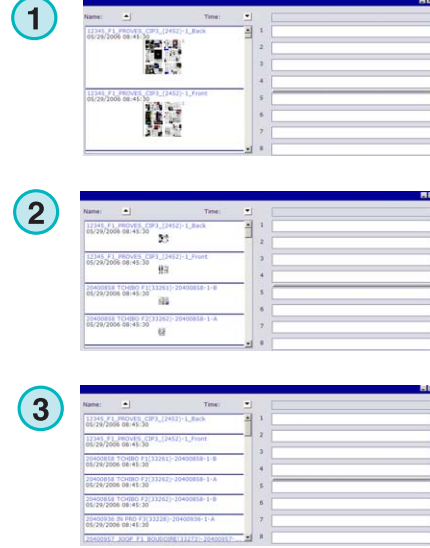 1
Name:
Time:
12345_F1_PROVES_CIP3_(2452)-1_Back
05/29/2006 08:45:30
12345_F1_PROVES_CIP3_(2452)-1_Front
05/29/2006 08:45:30
1
2
3
4
5
6
7
8
2
Name:
Time:
12345_F1_PROVES_CIP3_(2452)-1_Back
05/29/2006 08:45:30
12345_F1_PROVES_CIP3_(2452)-1_Front
05/29/2006 08:45:30
20400858 TCHIBO F1(33261)-20400858-1-B
05/29/2006 08:45:30
20400858 TCHIBO F2(33262)-20400858-1-A
05/29/2006 08:45:30
1
2
3
4
5
6
7
8
3
Name:
Time:
12345_F1_PROVES_CIP3_(2452)-1_Back
05/29/2006 08:45:30
12345_F1_PROVES_CIP3_(2452)-1_Front
05/29/2006 08:45:30
20400858 TCHIBO F1(33261)-20400858-1-B
05/29/2006 08:45:30
20400858 TCHIBO F2(33262)-20400858-1-A
05/29/2006 08:45:30
20400858 TCHIBO F2(33262)-20400858-1-B
05/29/2006 08:45:30
20400936 IN PRO F3(33228)-20400936-1-A
05/29/2006 08:45:30
20400957 JOOP F1 BOUDOIRE(33273)-20400957-...
1
2
3
4
5
6
7
8